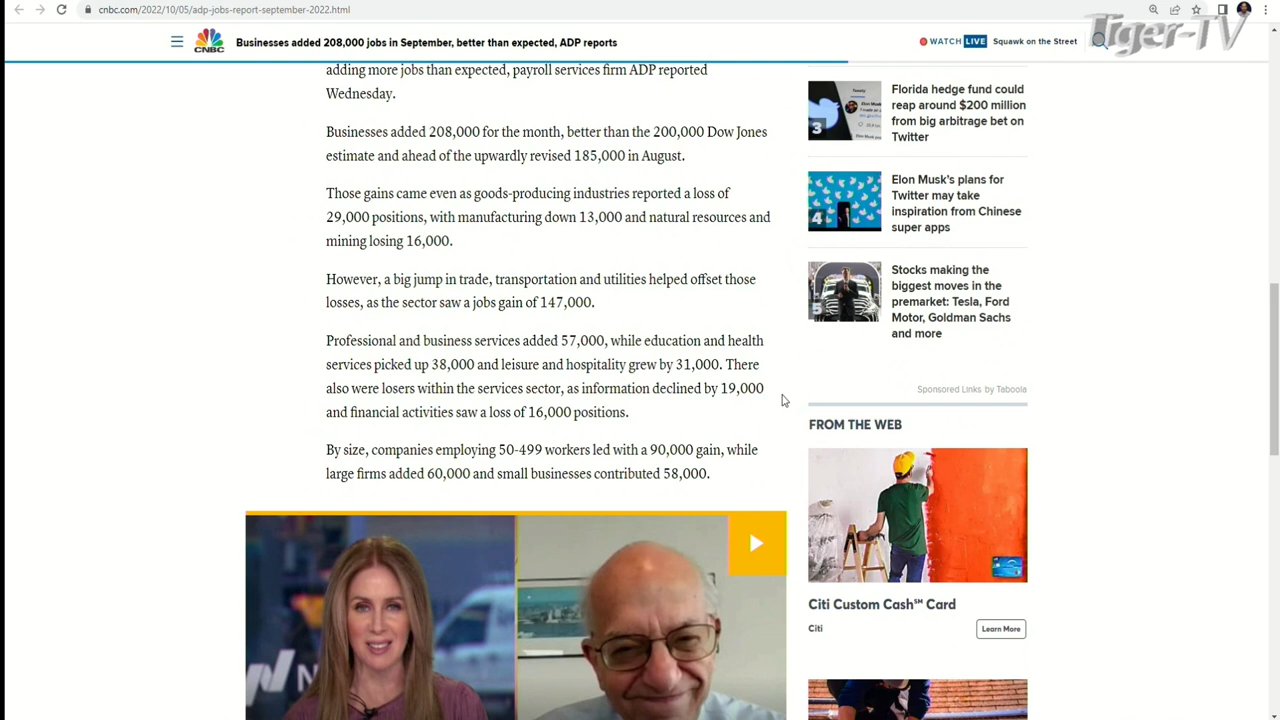 cnbc.com/2022/10/05/adp-jobs-report-september-2022.html
CNBC
Businesses added 208,000 jobs in September, better than expected, ADP reports
WATCH LIVE
Squawk on the Street
Tiger-TV
adding more jobs than expected, payroll services firm ADP reported
Wednesday.
Businesses added 208,000 for the month, better than the 200,000 Dow Jones
estimate and ahead of the upwardly revised 185,000 in August.
Those gains came even as goods-producing industries reported a loss of
29,000 positions, with manufacturing down 13,000 and natural resources and
mining losing 16,000.
However, a big jump in trade, transportation and utilities helped offset those
losses, as the sector saw a jobs gain of 147,000.
Professional and business services added 57,000, while education and health
services picked up 38,000 and leisure and hospitality grew by 31,000. There
also were losers within the services sector, as information declined by 19,000
and financial activities saw a loss of 16,000 positions.
By size, companies employing 50-499 workers led with a 90,000 gain, while
large firms added 60,000 and small businesses contributed 58,000.
3
Florida hedge fund could
reap around $200 million
from big arbitrage bet on
Twitter
4
Elon Musk's plans for
Twitter may take
inspiration from Chinese
super apps
5
Stocks making the
biggest moves in the
premarket: Tesla, Ford
Motor, Goldman Sachs
and more
Sponsored Links by Taboola
FROM THE WEB
Citi Custom Cash℠ Card
Citi
Learn More